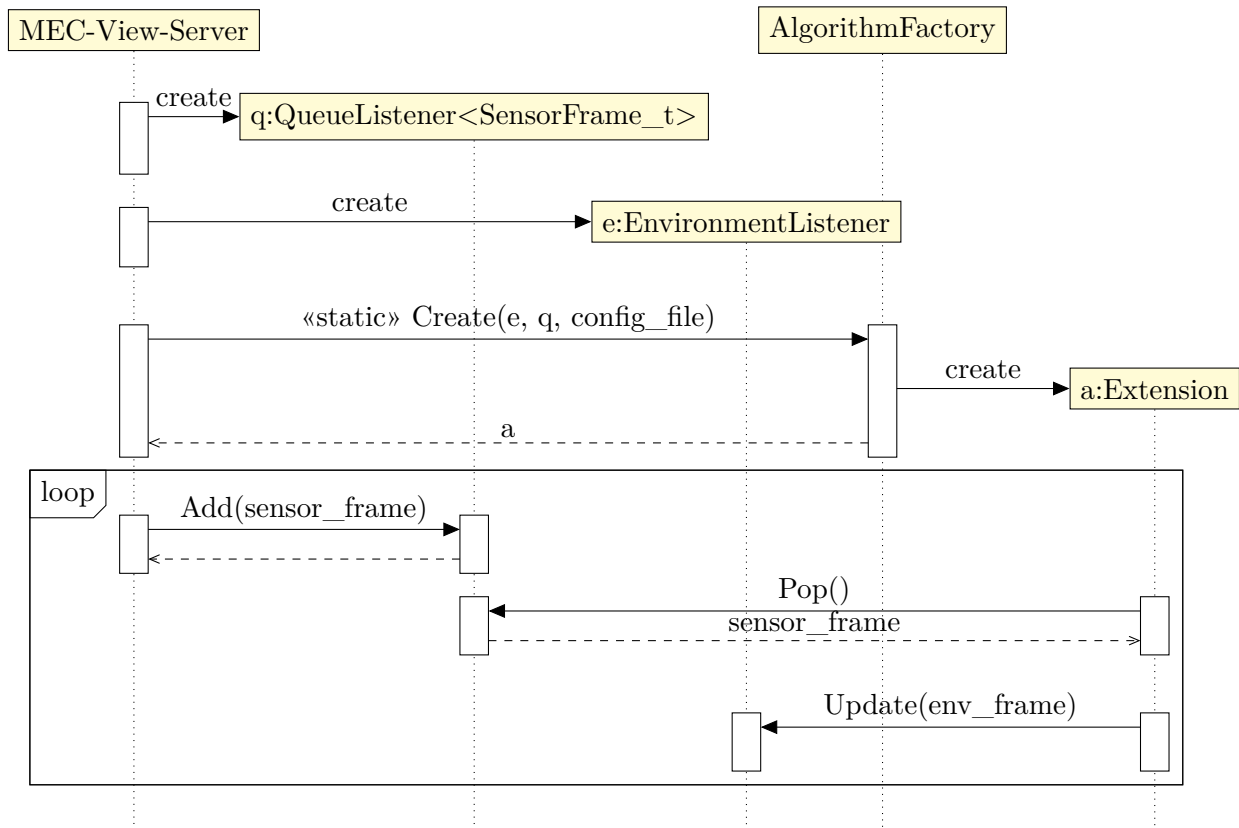 MEC-View-Server
AlgorithmFactory
create
q:QueueListener<SensorFrame_t>
create
e:EnvironmentListener
«static» Create(e, q, config_file)
create
a:Extension
a
loop
Add(sensor_frame)
Pop()
sensor_frame
Update(env_frame)